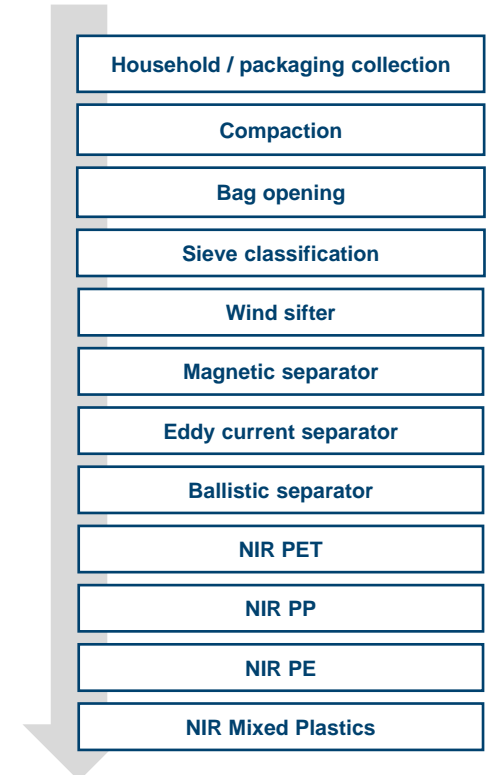 Household / packaging collection
Compaction
Bag opening
Sieve classification
Wind sifter
Magnetic separator
Eddy current separator
Ballistic separator
NIR PET
NIR PP
NIR PE
NIR Mixed Plastics